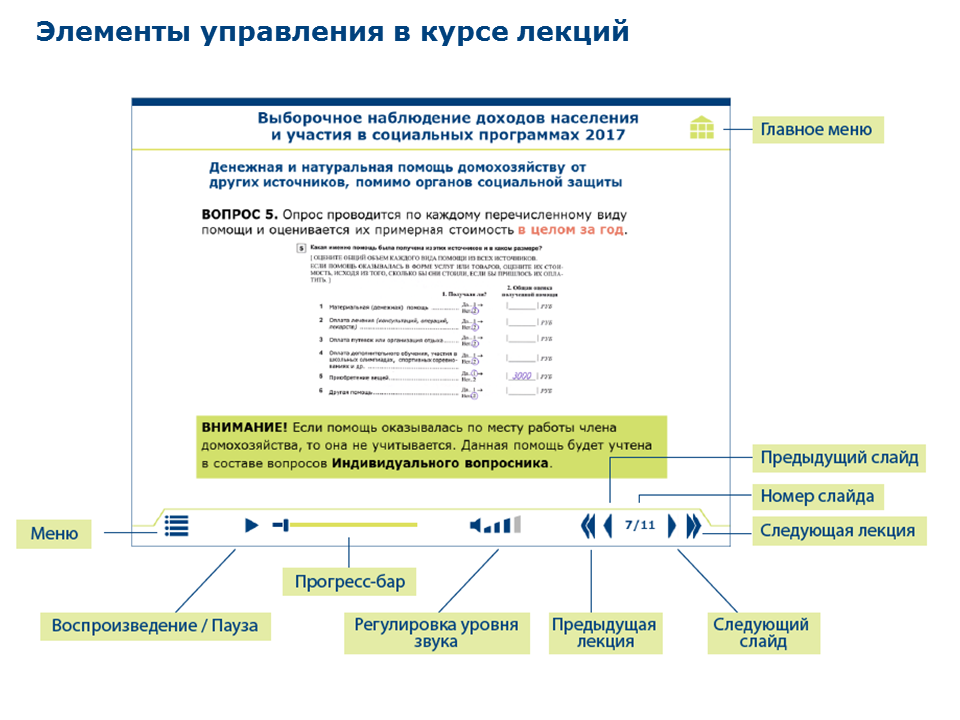 Элементы управления в курсе лекций
Выборочное наблюдение доходов населения
и участия в социальных программах 2017
Главное меню
Денежная и натуральная помощь домохозяйству от
других источников, помимо органов социальной защиты
ВОПРОС 5. Опрос проводится по каждому перечисленному виду
помощи и оценивается их примерная стоимость в целом за год.
5 Какая именно помощь была получена из этих источников и в каком размере?
[ ОЦЕНИТЕ ОБЩИЙ ОБЪЕМ КАЖДОГО ВИДА ПОМОЩИ ИЗ ВСЕХ ИСТОЧНИКОВ.
ЕСЛИ ПОМОЩЬ ОКАЗЫВАЛАСЬ В ФОРМЕ УСЛУГ ИЛИ ТОВАРОВ, ОЦЕНИТЕ ИХ СТОИ-
МОСТЬ, ИСХОДЯ ИЗ ТОГО, СКОЛЬКО БЫ ОНИ СТОИЛИ, ЕСЛИ БЫ ПРИШЛОСЬ ИХ ОПЛА-
ТИТЬ. ]
1. Получали ли?
2. Общая оценка
полученной помощи
1 Материальная (денежная) помощь Да 1 → РУБ
Нет 2
2 Оплата лечения (консультаций, операций,
лекарств) Да 1 → РУБ
Нет 2
3 Оплата путевок или организация отдыха Да 1 → РУБ
Нет 2
4 Оплата дополнительного обучения, участия в
школьных олимпиадах, спортивных соревно-
ваниях и др. Да 1 → РУБ
Нет 2
5 Приобретение вещей Да 1 → 3000 РУБ
Нет 2
6 Другая помощь Да 1 → РУБ
Нет 2
ВНИМАНИЕ! Если помощь оказывалась по месту работы члена
домохозяйства, то она не учитывается. Данная помощь будет учтена
в составе вопросов Индивидуального вопросника.
Предыдущий слайд
Номер слайда
Следующая лекция
7/11
Меню
Прогресс-бар
Воспроизведение / Пауза
Регулировка уровня
звука
Предыдущая
лекция
Следующий
слайд